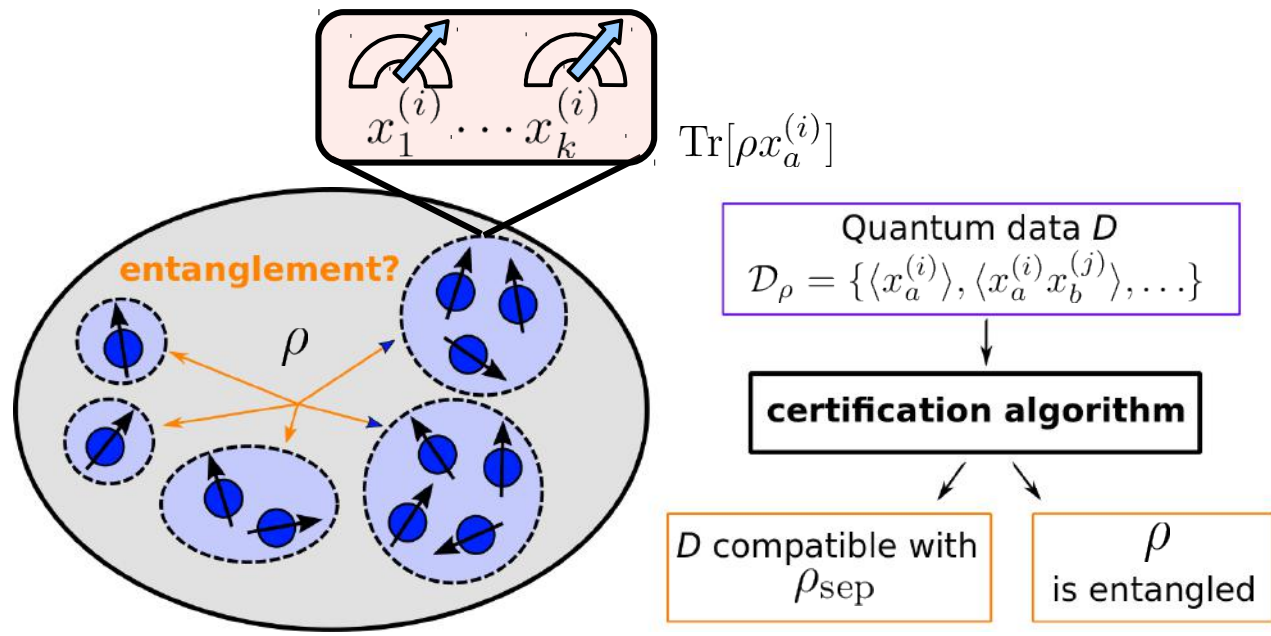 x_1^{(i)} ⋯ x_k^{(i)}
Tr[ρx_a^{(i)}]
entanglement?
ρ
Quantum data D
𝒟_ρ = {⟨x_a^{(i)}⟩, ⟨x_a^{(i)} x_b^{(j)}⟩, …}
certification algorithm
D compatible with
ρ_sep
ρ
is entangled